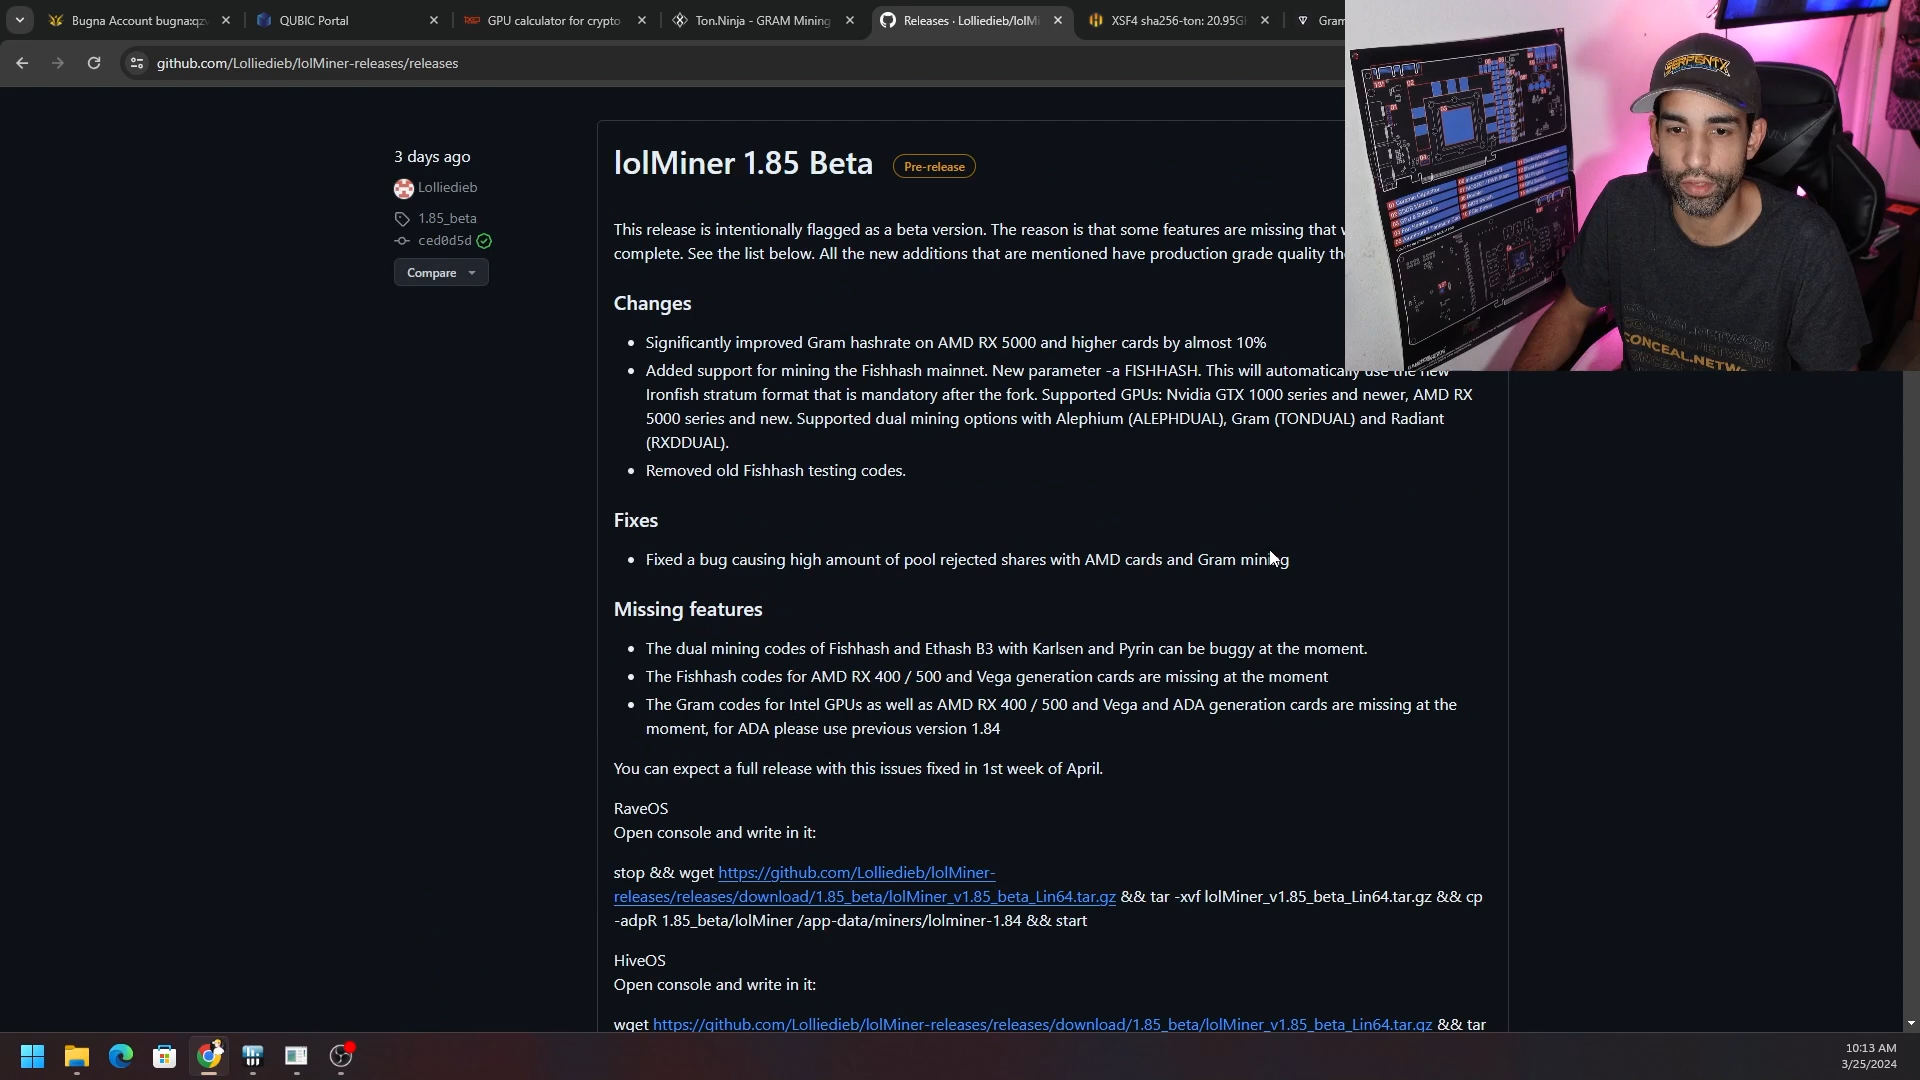 Bugna Account bugna:qz
QUBIC Portal
GPU calculator for crypto
Ton.Ninja - GRAM Mining
Releases · Lolliedieb/lolMi
XSF4 sha256-ton: 20.95G
Gram
github.com/Lolliedieb/lolMiner-releases/releases
3 days ago
Lolliedieb
1.85_beta
ced0d5d
Compare
lolMiner 1.85 Beta
Pre-release
This release is intentionally flagged as a beta version. The reason is that some features are missing that
complete. See the list below. All the new additions that are mentioned have production grade quality
Changes
Significantly improved Gram hashrate on AMD RX 5000 and higher cards by almost 10%
Added support for mining the Fishhash mainnet. New parameter -a FISHHASH. This will automatically use the new
Ironfish stratum format that is mandatory after the fork. Supported GPUs: Nvidia GTX 1000 series and newer, AMD RX
5000 series and new. Supported dual mining options with Alephium (ALEPHDUAL), Gram (TONDUAL) and Radiant
(RXDDUAL).
Removed old Fishhash testing codes.
Fixes
Fixed a bug causing high amount of pool rejected shares with AMD cards and Gram mining
Missing features
The dual mining codes of Fishhash and Ethash B3 with Karlsen and Pyrin can be buggy at the moment.
The Fishhash codes for AMD RX 400 / 500 and Vega generation cards are missing at the moment
The Gram codes for Intel GPUs as well as AMD RX 400 / 500 and Vega and ADA generation cards are missing at the
moment, for ADA please use previous version 1.84
You can expect a full release with this issues fixed in 1st week of April.
RaveOS
Open console and write in it:
stop && wget https://github.com/Lolliedieb/lolMiner-
releases/releases/download/1.85_beta/lolMiner_v1.85_beta_Lin64.tar.gz && tar -xvf lolMiner_v1.85_beta_Lin64.tar.gz && cp
-adpR 1.85_beta/lolMiner /app-data/miners/lolminer-1.84 && start
HiveOS
Open console and write in it:
wget https://github.com/Lolliedieb/lolMiner-releases/releases/download/1.85_beta/lolMiner_v1.85_beta_Lin64.tar.gz && tar
SERPENTX
CONCEAL.NETWORK
CONCEAL.NETWORK
CONCEAL.NETW
10:13 AM
3/25/2024